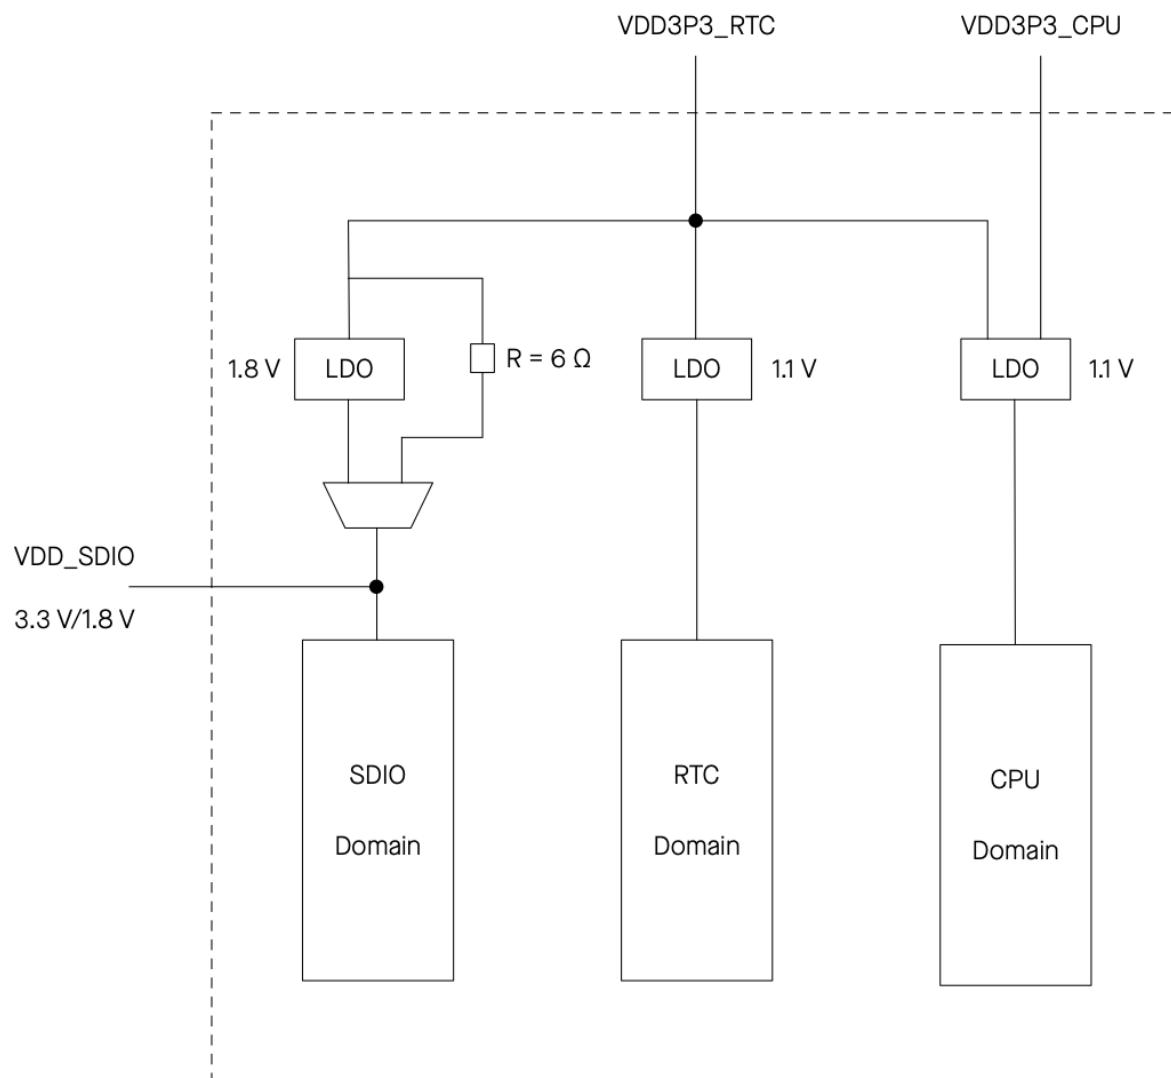 VDD3P3_RTC
VDD3P3_CPU
1.8 V
LDO
R = 6 Ω
LDO
1.1 V
LDO
1.1 V
VDD_SDIO
3.3 V/1.8 V
SDIO
Domain
RTC
Domain
CPU
Domain